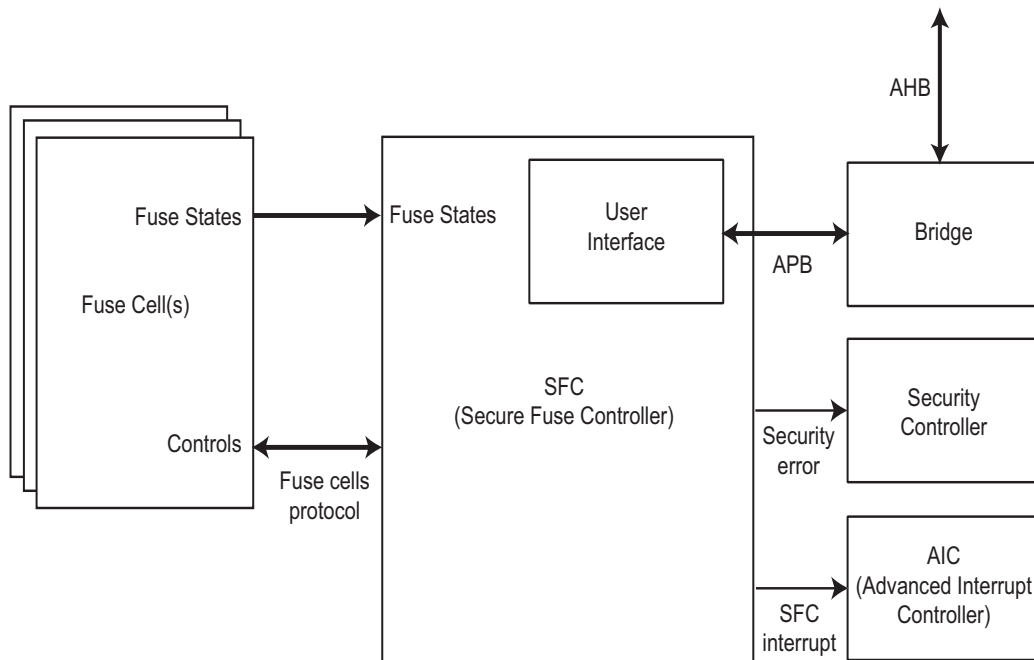 AHB
Fuse States
Fuse States
User
Interface
Bridge
APB
Fuse Cell(s)
SFC
(Secure Fuse Controller)
Security
Controller
Controls
Security
error
Fuse cells
protocol
AIC
(Advanced Interrupt
Controller)
SFC
interrupt